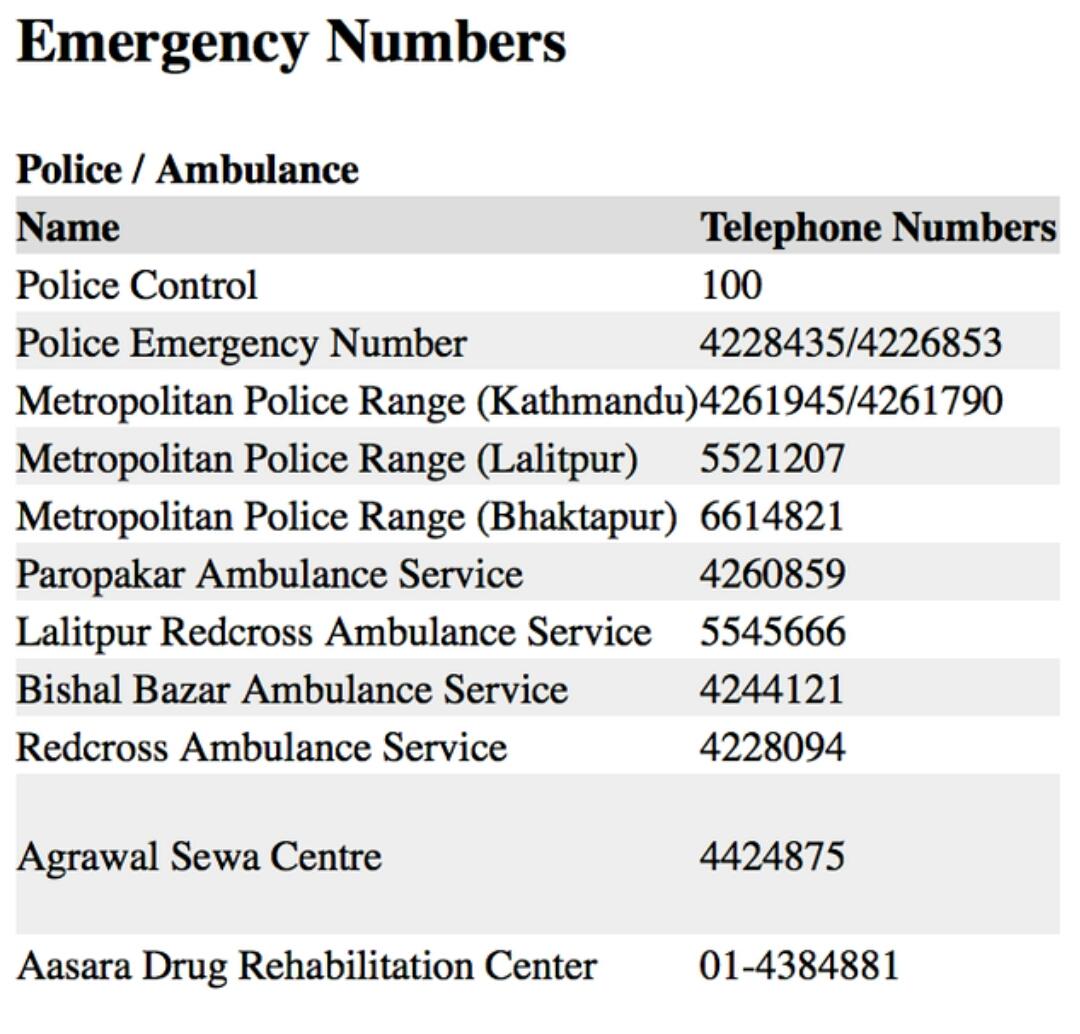 Emergency Numbers
Police / Ambulance
Name Telephone Numbers
Police Control 100
Police Emergency Number 4228435/4226853
Metropolitan Police Range (Kathmandu)4261945/4261790
Metropolitan Police Range (Lalitpur) 5521207
Metropolitan Police Range (Bhaktapur) 6614821
Paropakar Ambulance Service 4260859
Lalitpur Redcross Ambulance Service 5545666
Bishal Bazar Ambulance Service 4244121
Redcross Ambulance Service 4228094
Agrawal Sewa Centre 4424875
Aasara Drug Rehabilitation Center 01-4384881